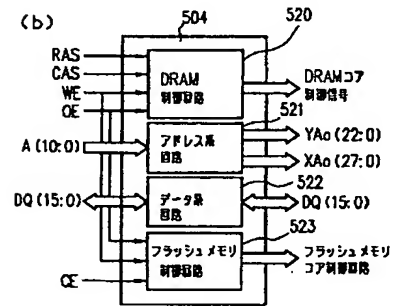 (b)
504
520
RAS
CAS
WE
OE
DRAM
制御回路
DRAMコア
制御信号
521
A(10:0)
アドレス系
回路
YAo(22:0)
XAo(27:0)
522
DQ(15:0)
データ系
回路
DQ(15:0)
523
フラッシュメモリ
制御回路
フラッシュメモリ
コア制御回路
CE